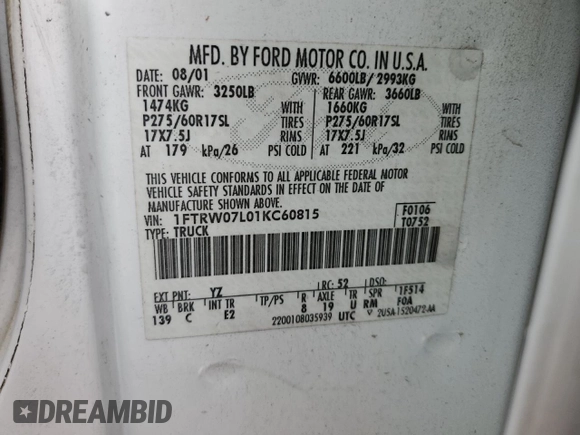 MFD. BY FORD MOTOR CO. IN U.S.A.
DATE: 08/01 GVWR: 6600LB/ 2993KG
FRONT GAWR: 3250LB REAR GAWR: 3660LB
1474KG WITH 1660KG WITH
P275/60R17SL TIRES P275/60R17SL TIRES
17X7.5J RIMS 17X7.5J RIMS
AT 179 kPa/26 PSI COLD AT 221 kPa/32 PSI COLD
THIS VEHICLE CONFORMS TO ALL APPLICABLE FEDERAL MOTOR
VEHICLE SAFETY STANDARDS IN EFFECT ON THE DATE OF
MANUFACTURE SHOWN ABOVE.
VIN: 1FTRW07L01KC60815 F0106
TYPE: TRUCK T0752
RC: 52 DSO:
EXT PNT: YZ 1F514
WB BRK INT TR TP/PS R AXLE TR SPR
139 C E2 8 19 U RM FOA
2200108035939 UTC 2USA-1520472-AA
DREAMBID